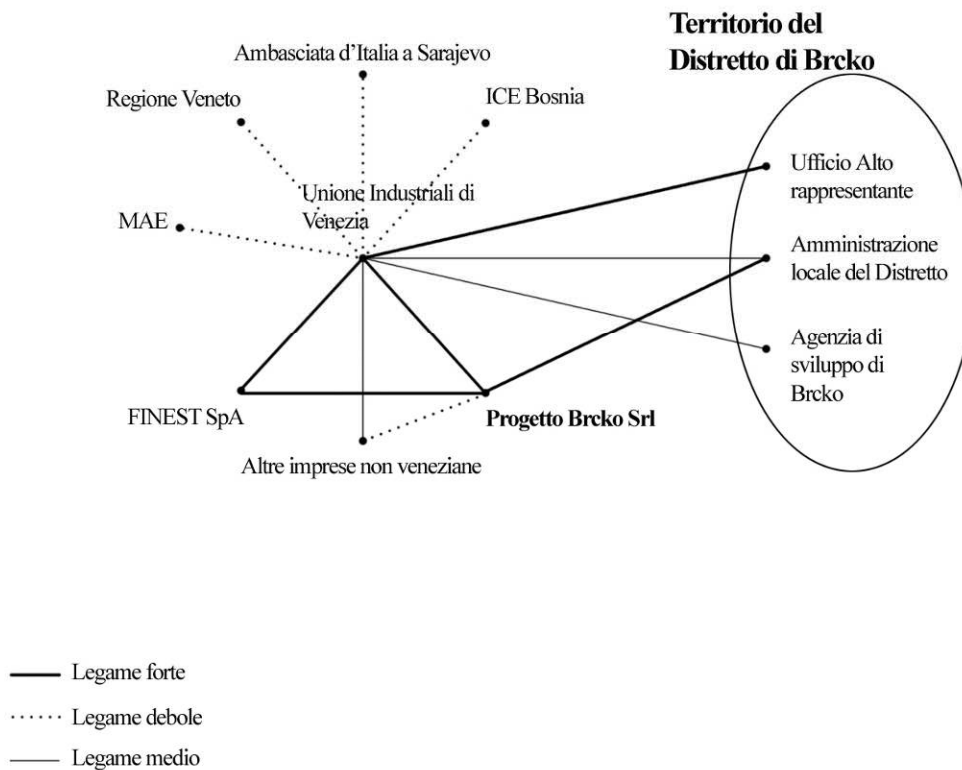 Territorio del
Distretto di Brcko
Ambasciata d’Italia a Sarajevo
Regione Veneto
ICE Bosnia
Ufficio Alto
rappresentante
Unione Industriali di
Venezia
MAE
Amministrazione
locale del Distretto
Agenzia di
sviluppo di
Brcko
FINEST SpA
Progetto Brcko Srl
Altre imprese non veneziane
Legame forte
Legame debole
Legame medio